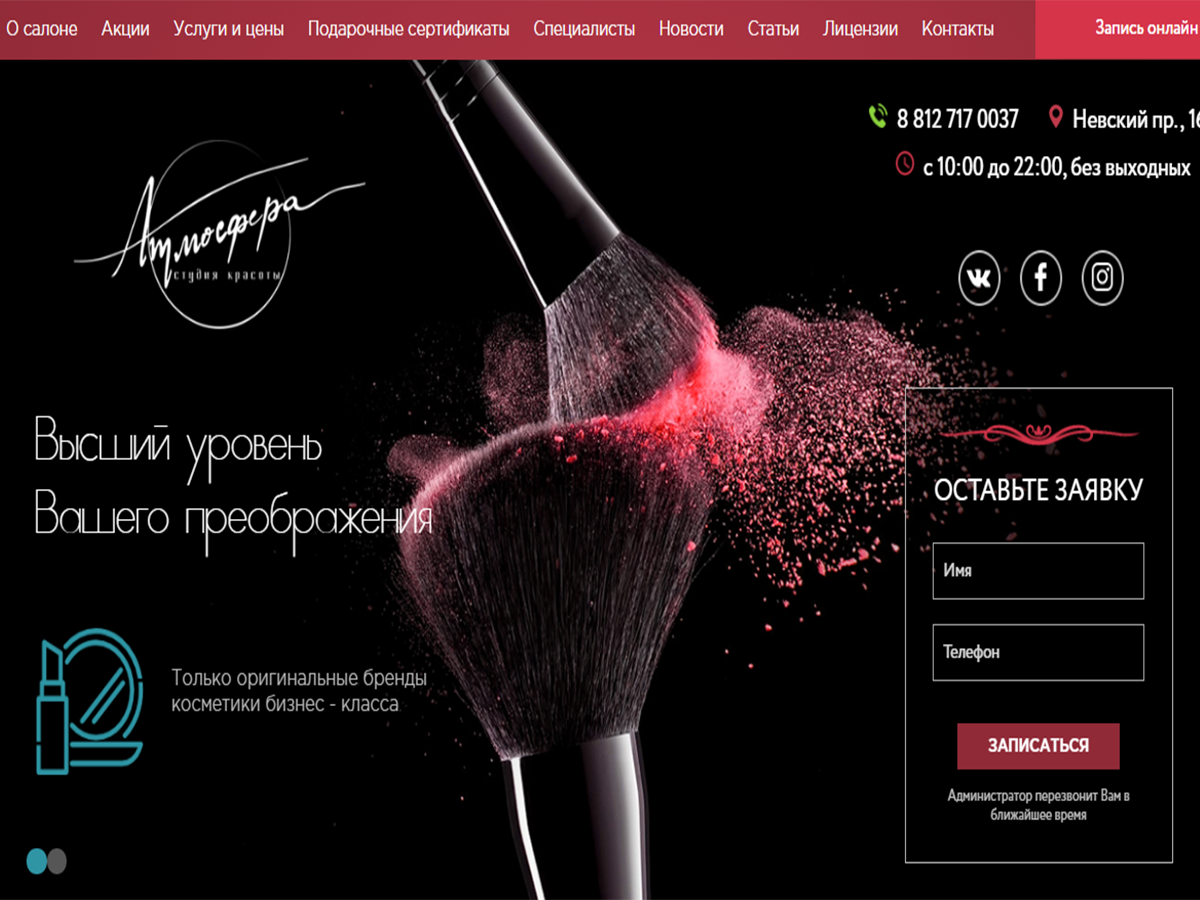 О салоне Акции Услуги и цены Подарочные сертификаты Специалисты Новости Статьи Лицензии Контакты Запись онлайн
8 812 717 0037 Невский пр., 16
с 10:00 до 22:00, без выходных
Атмосфера
студия красоты
Высший уровень
Вашего преображения
Только оригинальные бренды
косметики бизнес - класса
ОСТАВЬТЕ ЗАЯВКУ
Имя
Телефон
ЗАПИСАТЬСЯ
Администратор перезвонит Вам в
ближайшее время